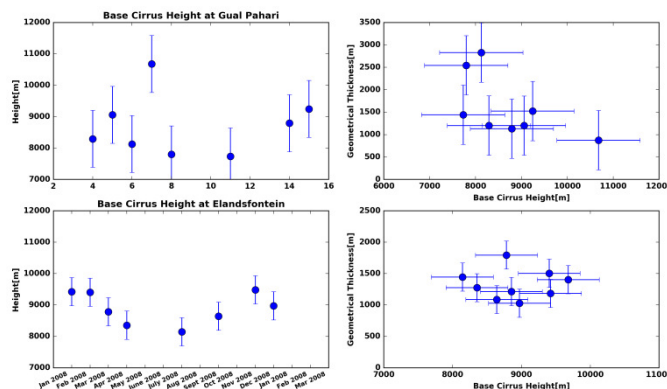 Base Cirrus Height at Gual Pahari
12000
11000
10000
9000
8000
7000
Height[m]
2 4 6 8 10 12 14 16
3500
3000
2500
2000
1500
1000
500
0
Geometrical Thickness[m]
6000 7000 8000 9000 10000 11000 1200
Base Cirrus Height[m]
Base Cirrus Height at Elandsfontein
12000
11000
10000
9000
8000
7000
Height[m]
Jan 2008 Feb 2008 Mar 2008 Apr 2008 May 2008 June 2008 July 2008 Aug 2008 Sept 2008 Oct 2008 Nov 2008 Dec 2008 Jan 2008 Feb 2008 Mar 2008
2500
2000
1500
1000
500
0
Geometrical Thickness[m]
7000 8000 9000 10000 11000
Base Cirrus Height[m]